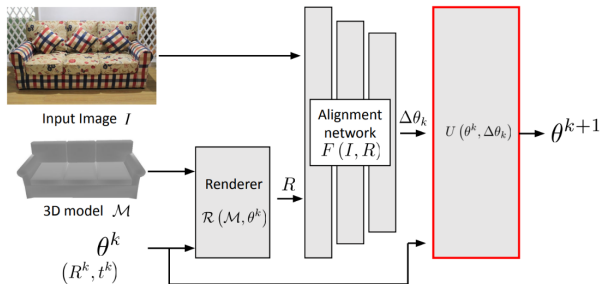 Input Image I
3D model ℳ
θ^k
(R^k, t^k)
Renderer
ℛ (ℳ, θ^k)
R
Alignment
network
F (I, R)
Δθ_k
U (θ^k, Δθ_k)
θ^{k+1}